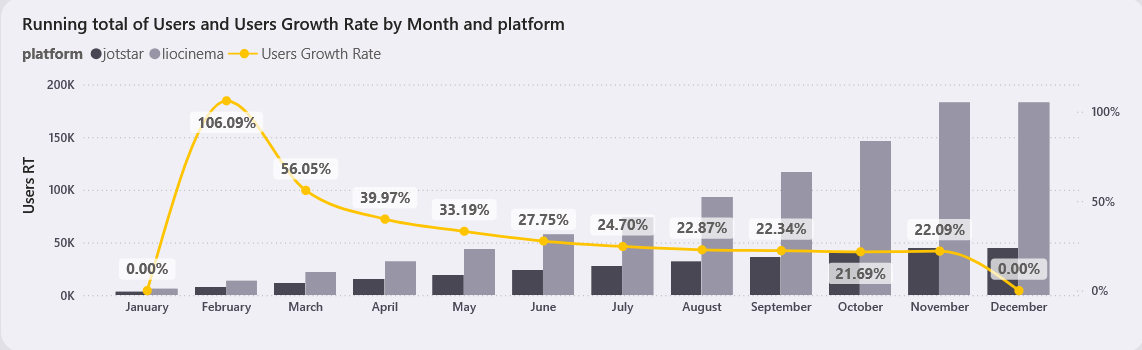 Running total of Users and Users Growth Rate by Month and platform
platform jotstar liocinema Users Growth Rate
200K
150K
100K
50K
0K
Users RT
100%
50%
0%
0.00%
106.09%
56.05%
39.97%
33.19%
27.75%
24.70%
22.87%
22.34%
21.69%
22.09%
0.00%
January February March April May June July August September October November December